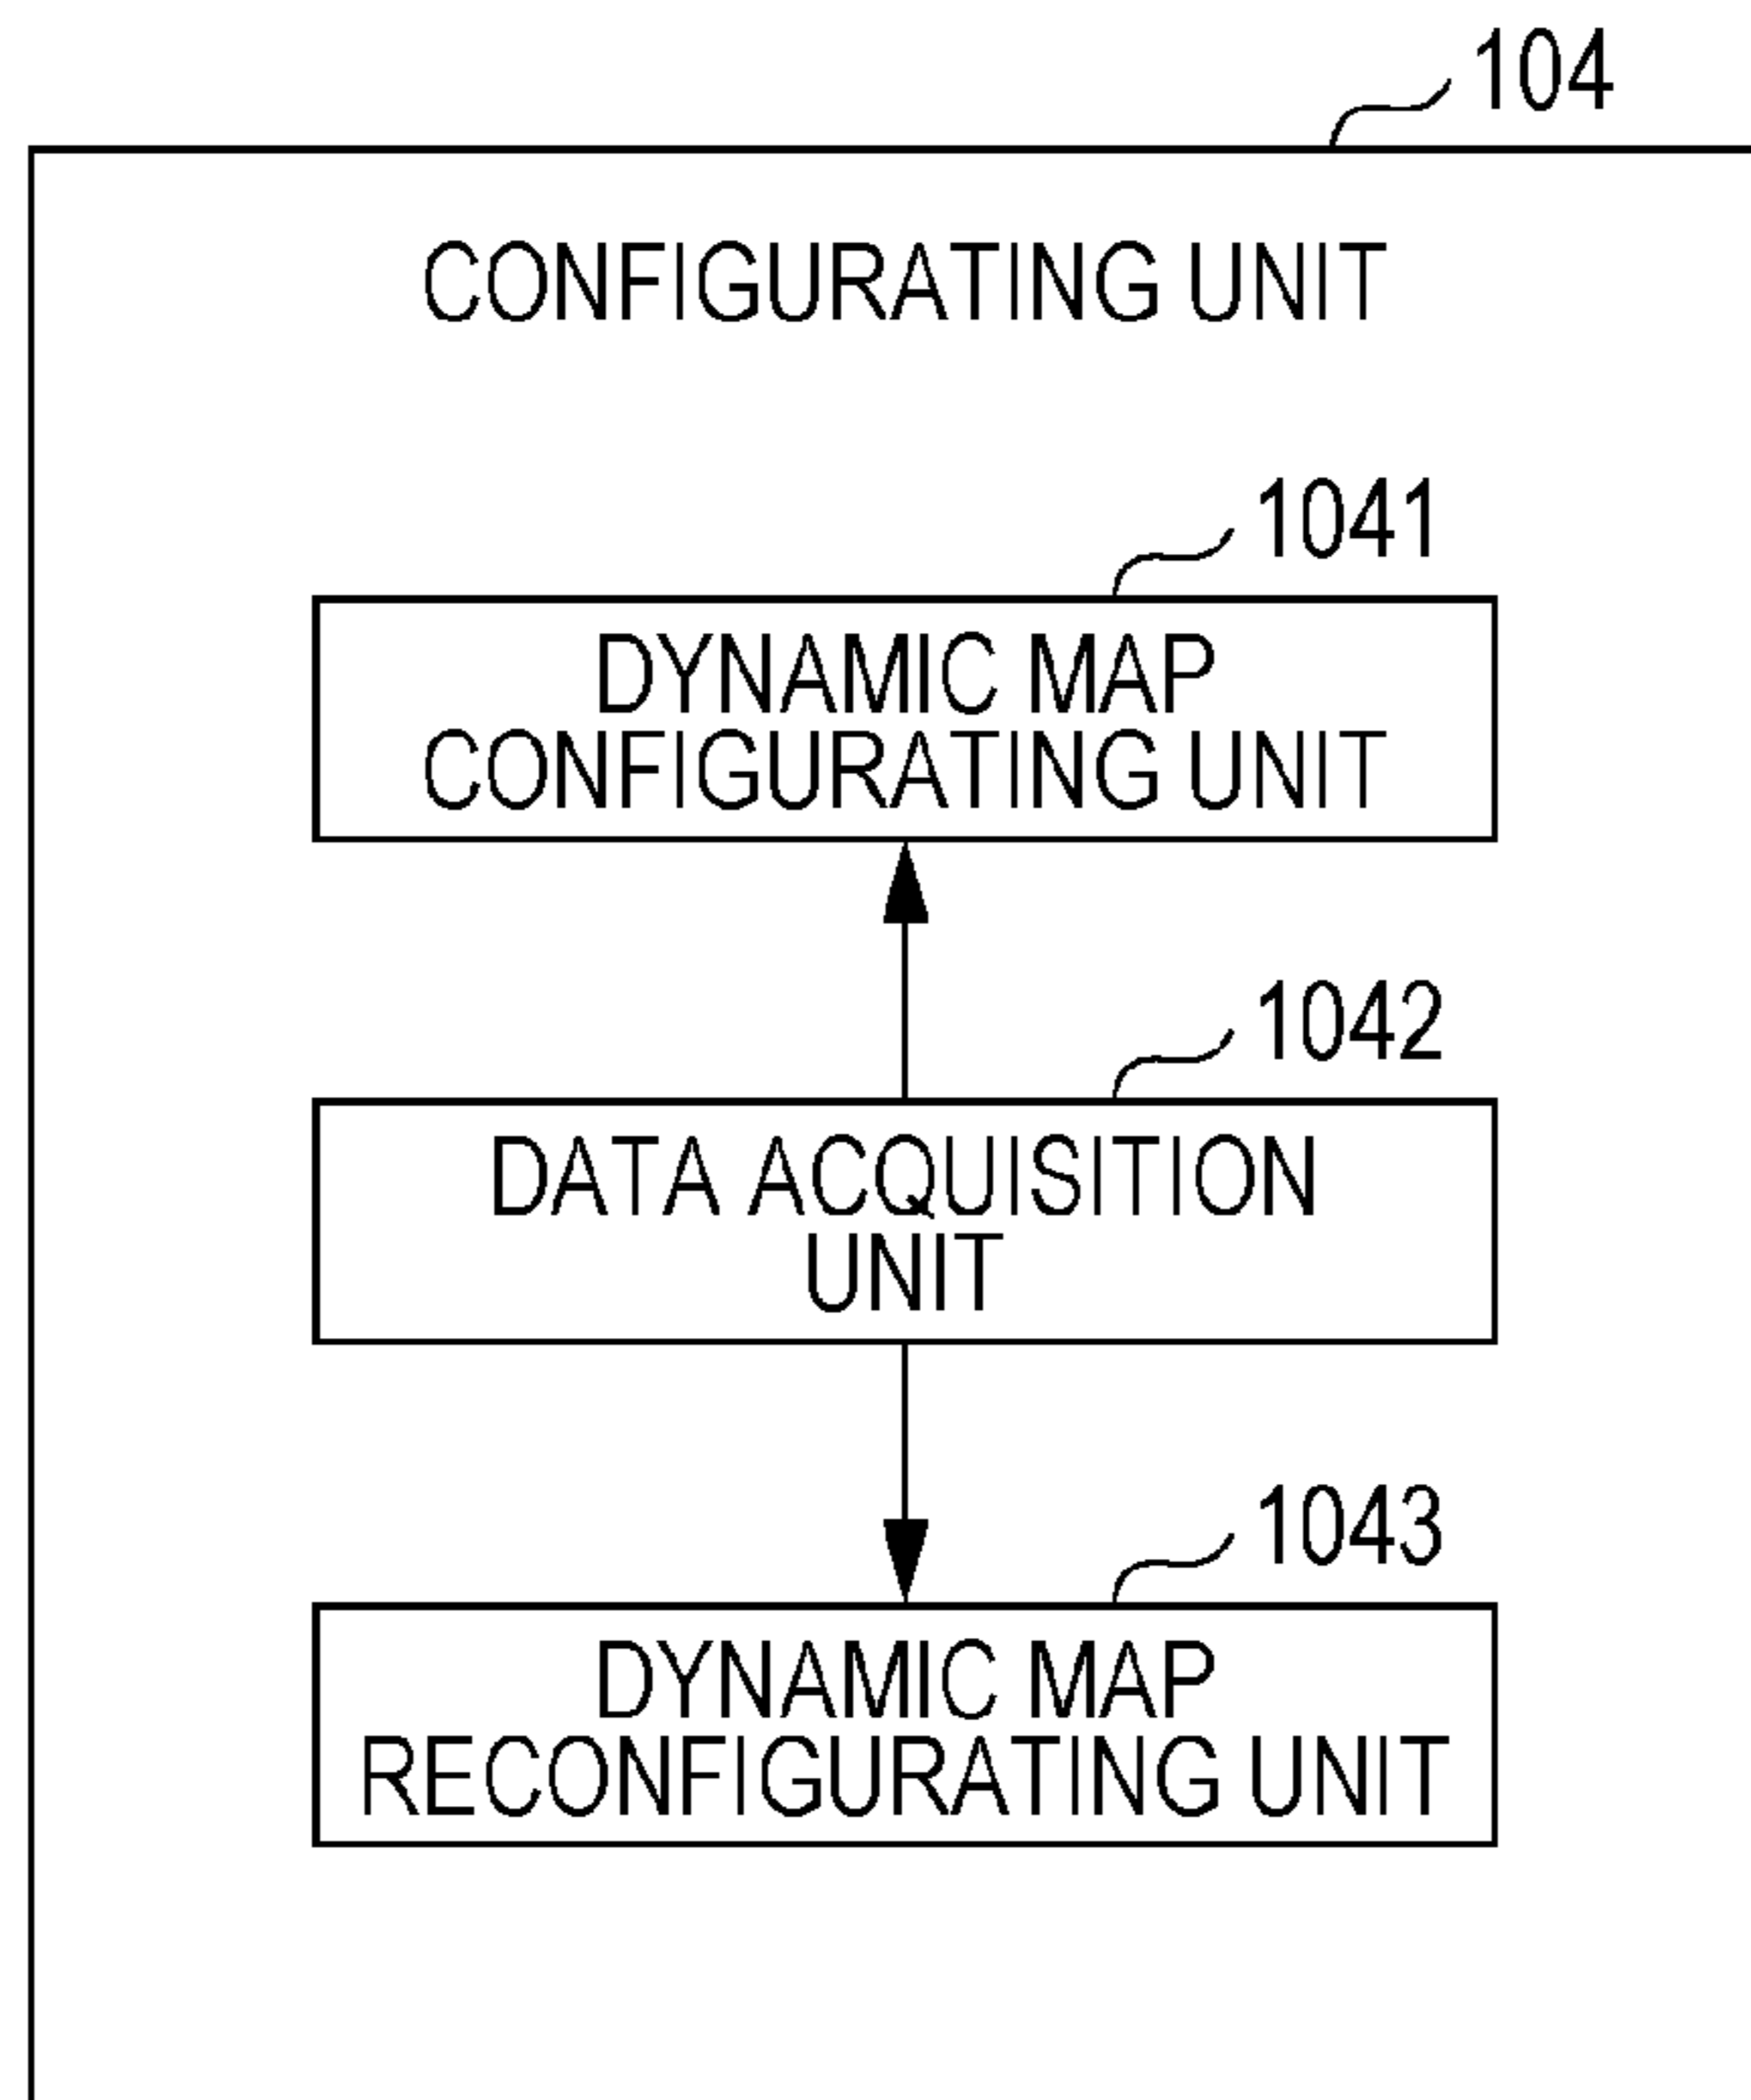 104
CONFIGURATING UNIT
1041
DYNAMIC MAP
CONFIGURATING UNIT
1042
DATA ACQUISITION
UNIT
1043
DYNAMIC MAP
RECONFIGURATING UNIT